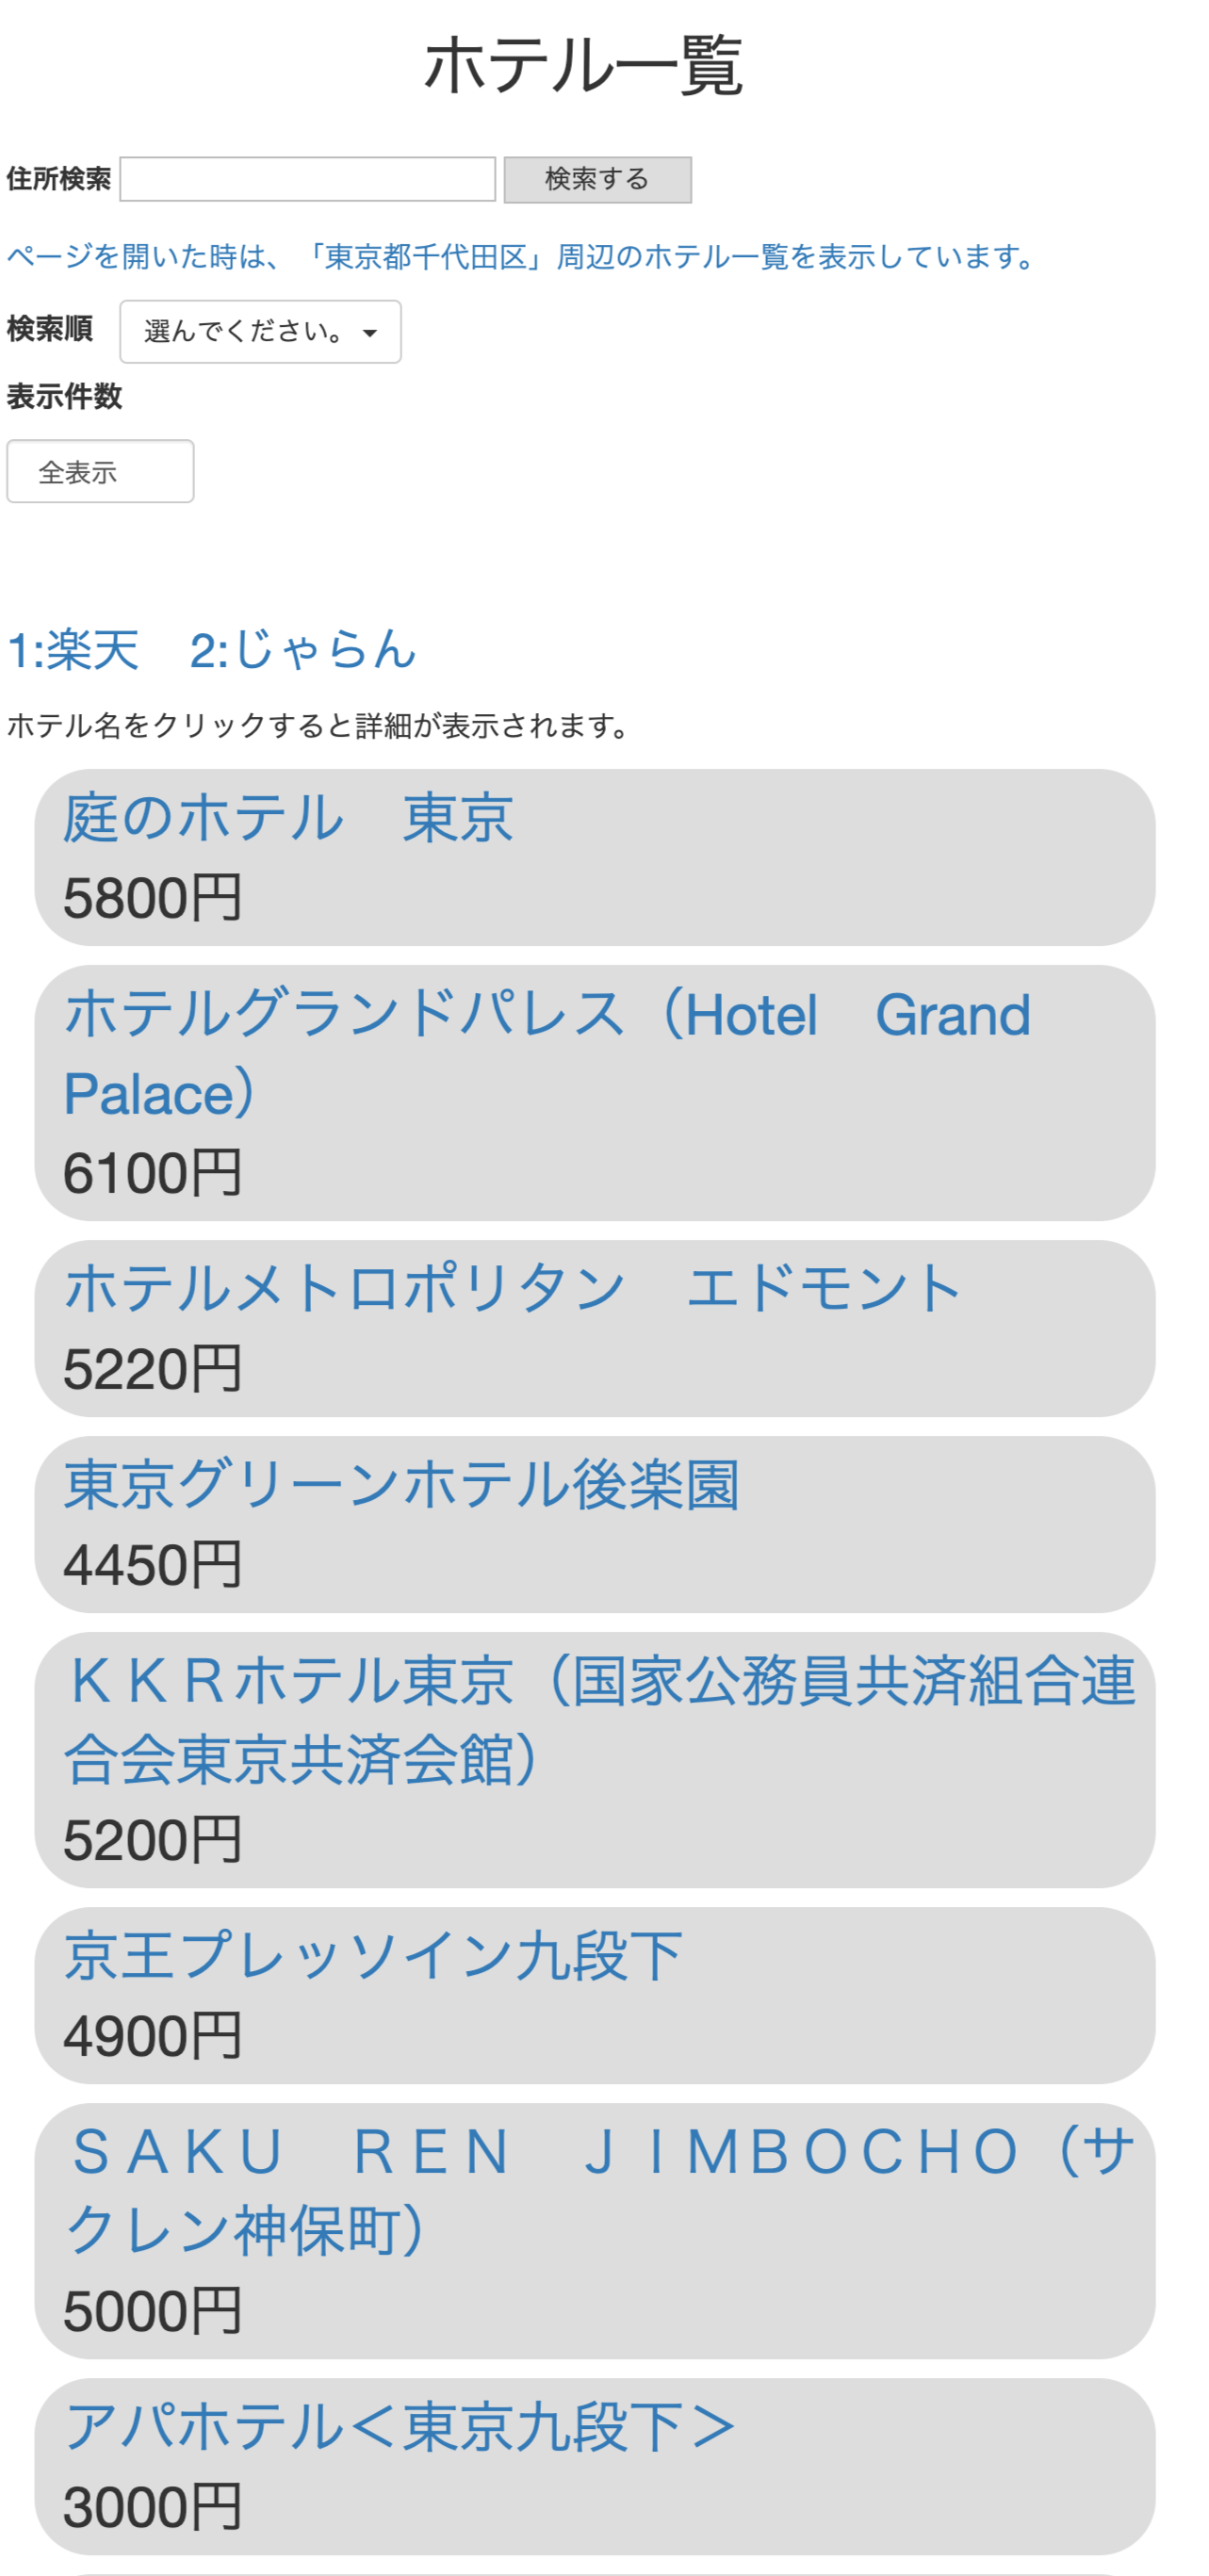 ホテル一覧
住所検索 検索する
ページを開いた時は、「東京都千代田区」周辺のホテル一覧を表示しています。
検索順 選んでください。
表示件数
全表示
1:楽天　2:じゃらん
ホテル名をクリックすると詳細が表示されます。
庭のホテル　東京
5800円
ホテルグランドパレス（Hotel　Grand
Palace）
6100円
ホテルメトロポリタン　エドモント
5220円
東京グリーンホテル後楽園
4450円
ＫＫＲホテル東京（国家公務員共済組合連
合会東京共済会館）
5200円
京王プレッソイン九段下
4900円
ＳＡＫＵ　ＲＥＮ　ＪＩＭＢＯＣＨＯ（サ
クレン神保町）
5000円
アパホテル＜東京九段下＞
3000円